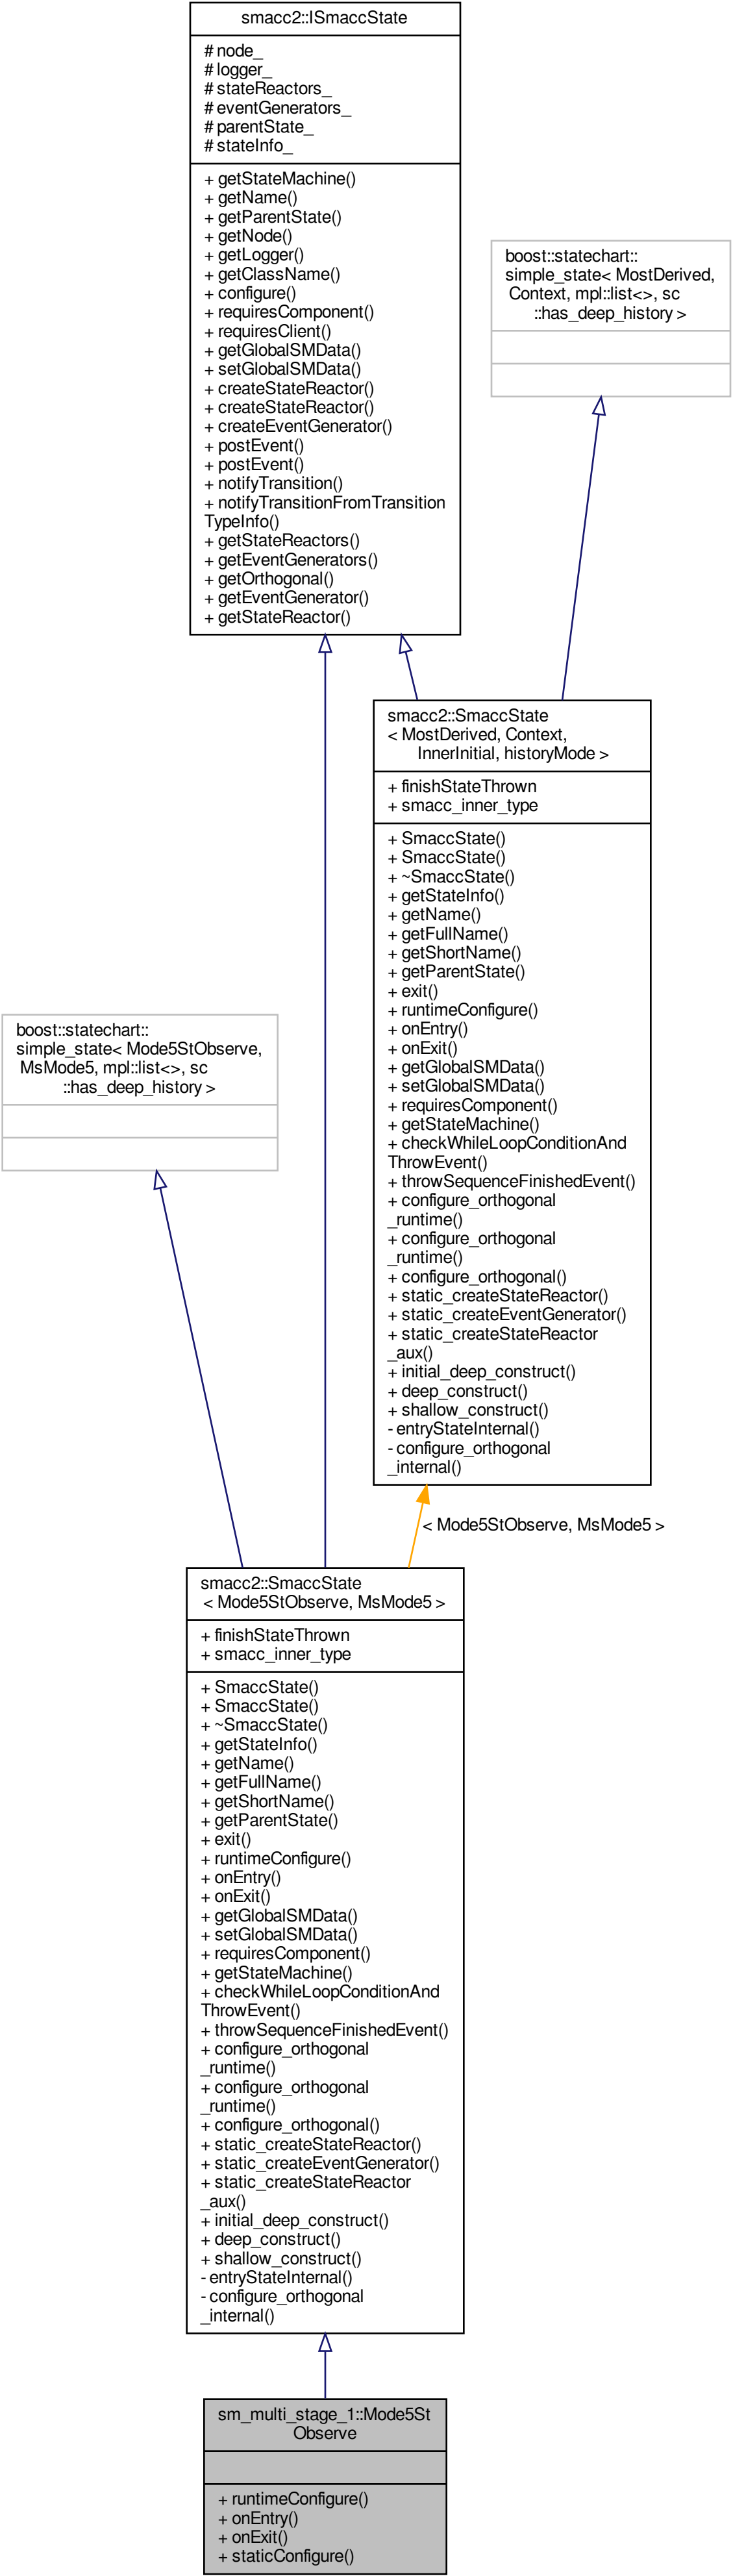 smacc2::ISmaccState
# node_
# logger_
# stateReactors_
# eventGenerators_
# parentState_
# stateInfo_
+ getStateMachine()
+ getName()
+ getParentState()
+ getNode()
+ getLogger()
+ getClassName()
+ configure()
+ requiresComponent()
+ requiresClient()
+ getGlobalSMData()
+ setGlobalSMData()
+ createStateReactor()
+ createStateReactor()
+ createEventGenerator()
+ postEvent()
+ postEvent()
+ notifyTransition()
+ notifyTransitionFromTransition
TypeInfo()
+ getStateReactors()
+ getEventGenerators()
+ getOrthogonal()
+ getEventGenerator()
+ getStateReactor()
boost::statechart::
simple_state< MostDerived,
Context, mpl::list<>, sc
::has_deep_history >
smacc2::SmaccState
< MostDerived, Context,
InnerInitial, historyMode >
+ finishStateThrown
+ smacc_inner_type
+ SmaccState()
+ SmaccState()
+ ~SmaccState()
+ getStateInfo()
+ getName()
+ getFullName()
+ getShortName()
+ getParentState()
+ exit()
+ runtimeConfigure()
+ onEntry()
+ onExit()
+ getGlobalSMData()
+ setGlobalSMData()
+ requiresComponent()
+ getStateMachine()
+ checkWhileLoopConditionAnd
ThrowEvent()
+ throwSequenceFinishedEvent()
+ configure_orthogonal
_runtime()
+ configure_orthogonal
_runtime()
+ configure_orthogonal()
+ static_createStateReactor()
+ static_createEventGenerator()
+ static_createStateReactor
_aux()
+ initial_deep_construct()
+ deep_construct()
+ shallow_construct()
- entryStateInternal()
- configure_orthogonal
_internal()
boost::statechart::
simple_state< Mode5StObserve,
MsMode5, mpl::list<>, sc
::has_deep_history >
< Mode5StObserve, MsMode5 >
smacc2::SmaccState
< Mode5StObserve, MsMode5 >
+ finishStateThrown
+ smacc_inner_type
+ SmaccState()
+ SmaccState()
+ ~SmaccState()
+ getStateInfo()
+ getName()
+ getFullName()
+ getShortName()
+ getParentState()
+ exit()
+ runtimeConfigure()
+ onEntry()
+ onExit()
+ getGlobalSMData()
+ setGlobalSMData()
+ requiresComponent()
+ getStateMachine()
+ checkWhileLoopConditionAnd
ThrowEvent()
+ throwSequenceFinishedEvent()
+ configure_orthogonal
_runtime()
+ configure_orthogonal
_runtime()
+ configure_orthogonal()
+ static_createStateReactor()
+ static_createEventGenerator()
+ static_createStateReactor
_aux()
+ initial_deep_construct()
+ deep_construct()
+ shallow_construct()
- entryStateInternal()
- configure_orthogonal
_internal()
sm_multi_stage_1::Mode5St
Observe
+ runtimeConfigure()
+ onEntry()
+ onExit()
+ staticConfigure()